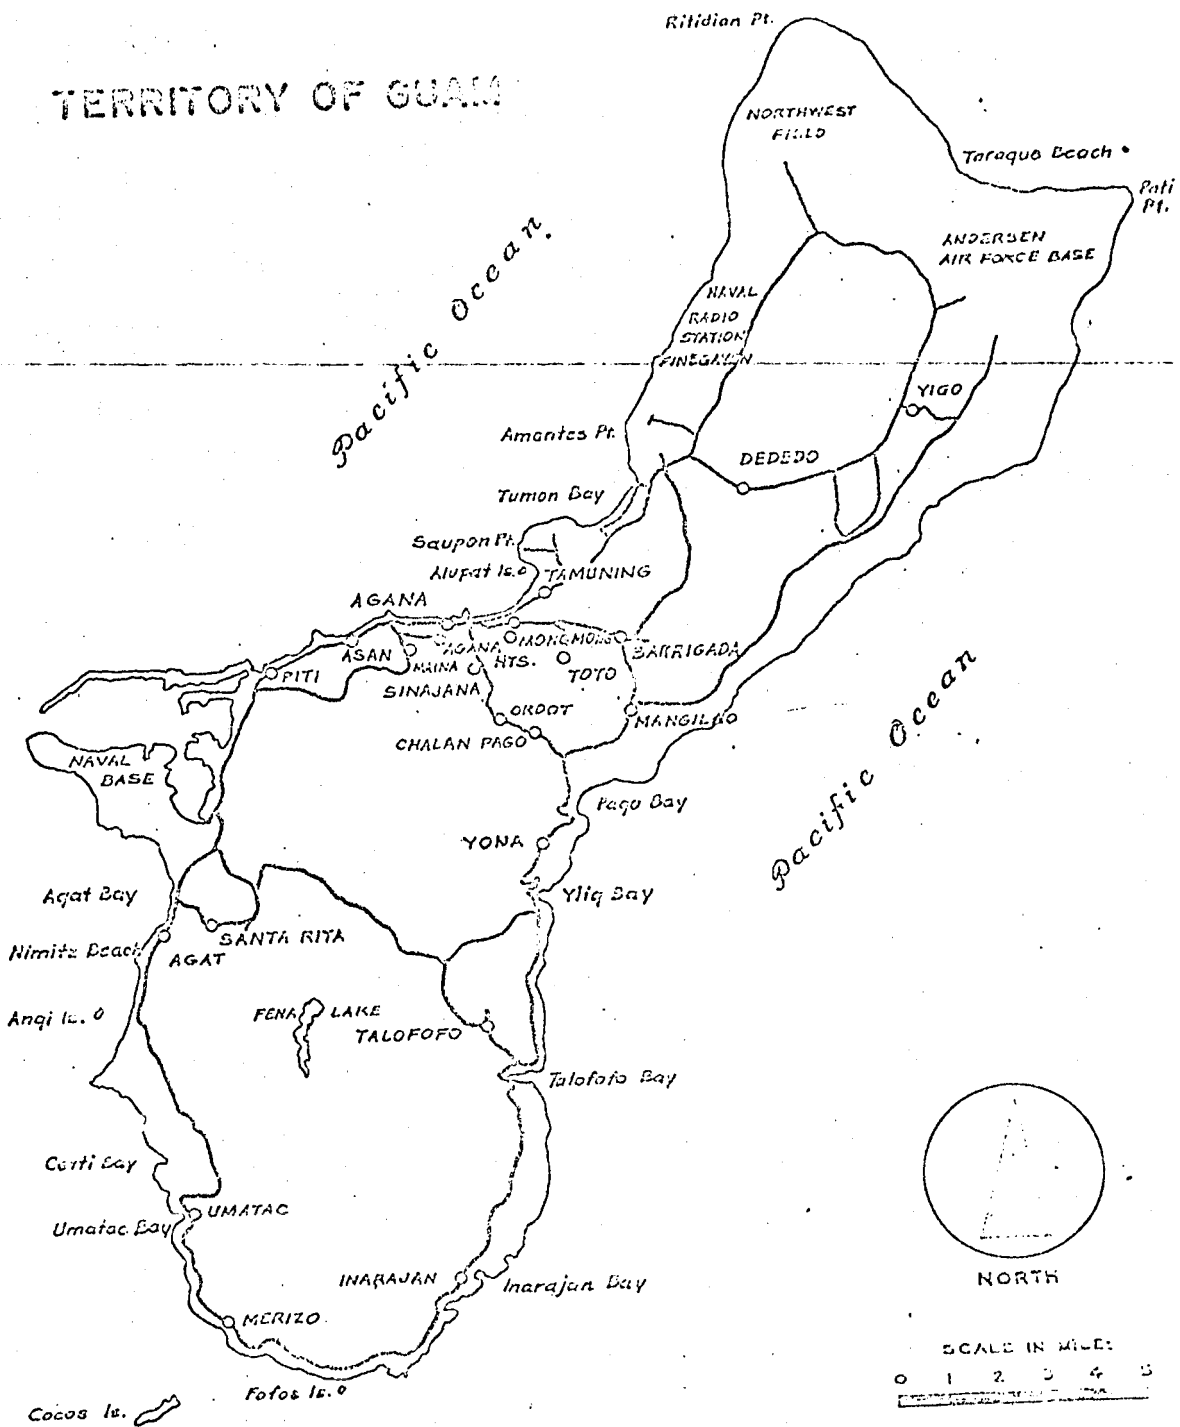 Ritidian Pt.
TERRITORY OF GUAM
NORTHWEST
FIELD
Taraque Beach
Pati
Pt.
ANDERSEN
AIR FORCE BASE
Pacific Ocean
NAVAL
RADIO
STATION
FINEGAYAN
YIGO
Amantes Pt.
DEDEDO
Tumon Bay
Saupon Pt.
Alupat Is.
TAMUNING
AGANA
ASAN
MAINA
AGANA
HTS.
MONGMONG
BARRIGADA
TOTO
PITI
SINAJANA
ORDOT
MANGILAO
CHALAN PAGO
Pacific Ocean
NAVAL
BASE
Pago Bay
YONA
Agat Bay
Ylig Bay
SANTA RITA
Nimitz Beach
AGAT
FENA LAKE
Anqi Is.
TALOFOFO
Talofofo Bay
Certi Bay
UMATAC
Umatac Bay
INARAJAN
Inarajan Bay
NORTH
MERIZO
SCALE IN MILES
0 1 2 3 4 5
Fofos Is.
Cocos Is.